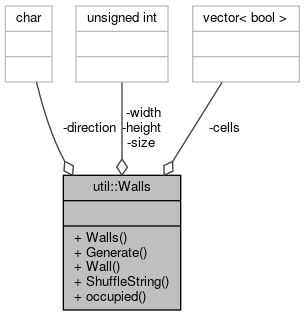 char
unsigned int
vector< bool >
-width
-direction
-height
-cells
-size
util::Walls
+ Walls()
+ Generate()
+ Wall()
+ ShuffleString()
+ occupied()